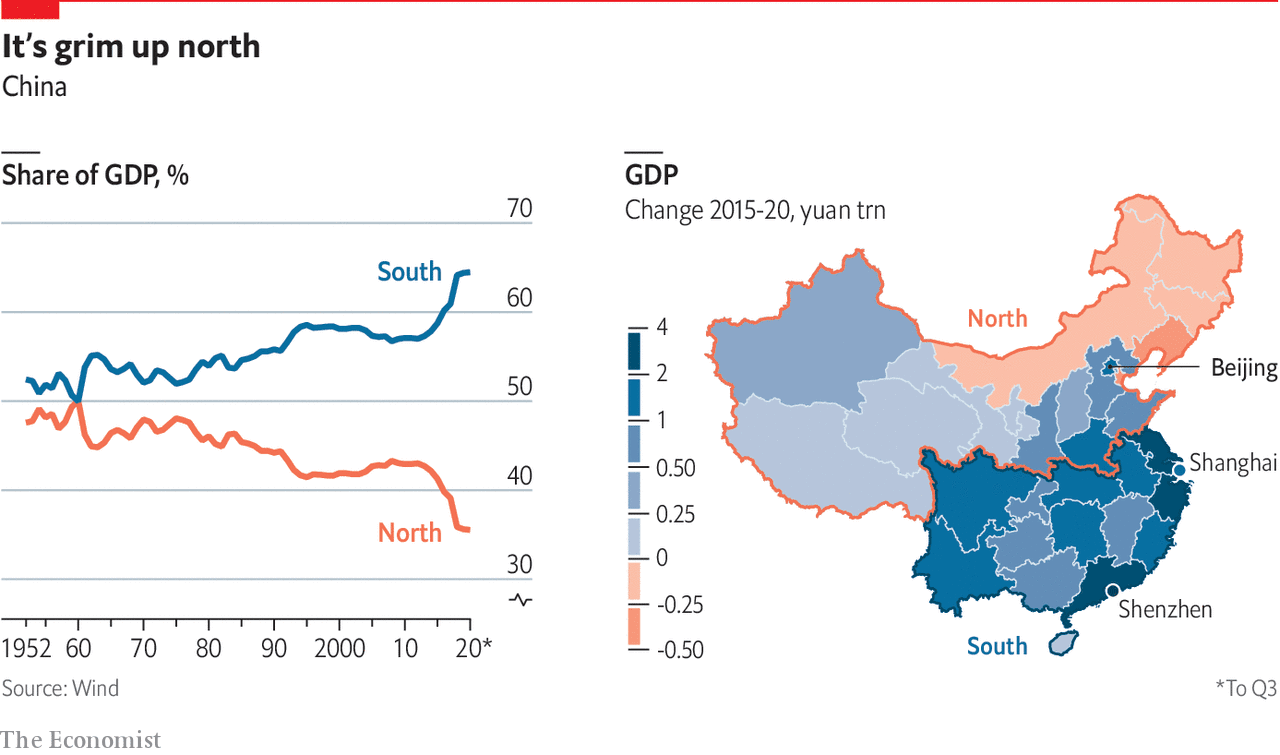 It's grim up north
China
Share of GDP, %
70
South
60
50
40
North
30
1952 60 70 80 90 2000 10 20*
GDP
Change 2015-20, yuan trn
4
2
1
0.50
0.25
0
-0.25
-0.50
North
Beijing
Shanghai
Shenzhen
South
Source: Wind
*To Q3
The Economist